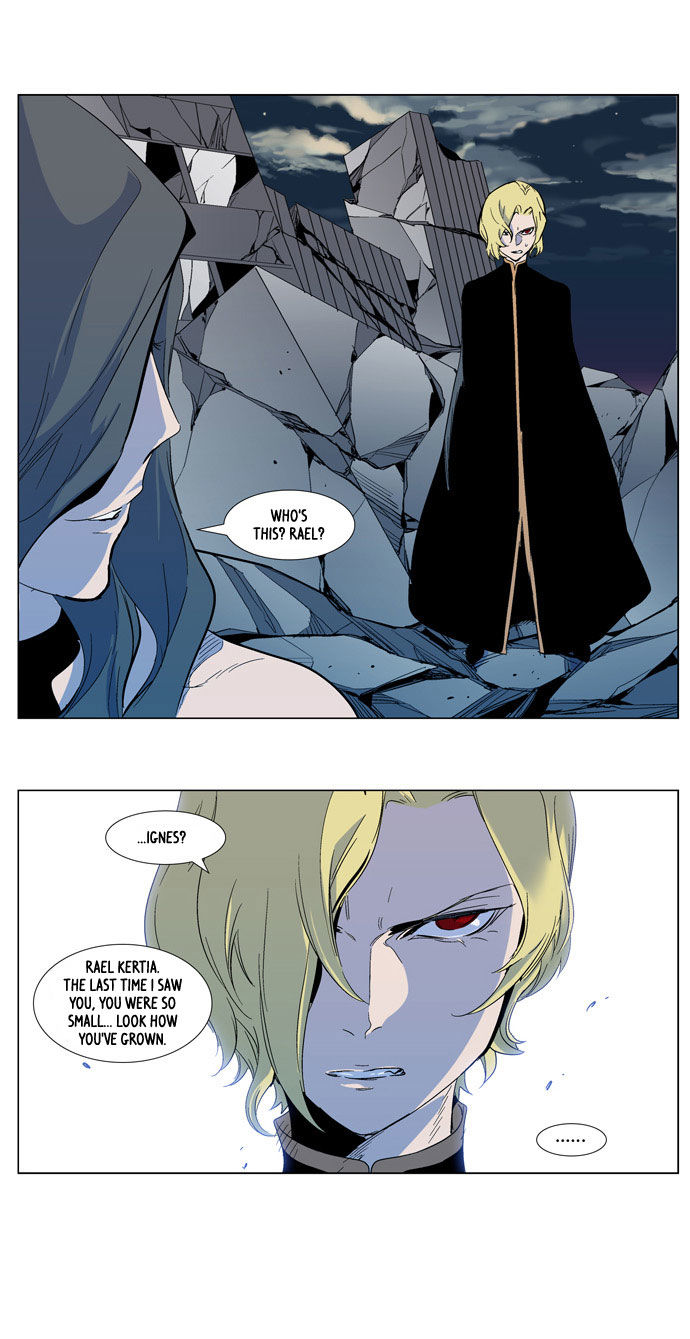 WHO'S
THIS? RAEL?
...IGNES?
RAEL KERTIA.
THE LAST TIME I SAW
YOU, YOU WERE SO
SMALL... LOOK HOW
YOU'VE GROWN.
......